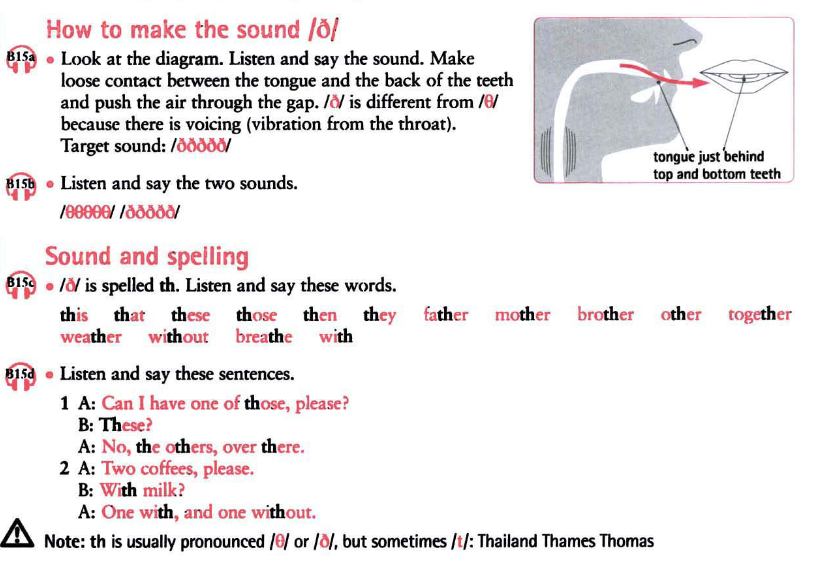 How to make the sound /ð/
B15a • Look at the diagram. Listen and say the sound. Make
loose contact between the tongue and the back of the teeth
and push the air through the gap. /ð/ is different from /θ/
because there is voicing (vibration from the throat).
Target sound: /ððððð/
tongue just behind
top and bottom teeth
B15b • Listen and say the two sounds.
/θθθθθ/ /ððððð/
Sound and spelling
B15c • /ð/ is spelled th. Listen and say these words.
this that these those then they father mother brother other together
weather without breathe with
B15d • Listen and say these sentences.
1 A: Can I have one of those, please?
B: These?
A: No, the others, over there.
2 A: Two coffees, please.
B: With milk?
A: One with, and one without.
Note: th is usually pronounced /θ/ or /ð/, but sometimes /t/: Thailand Thames Thomas